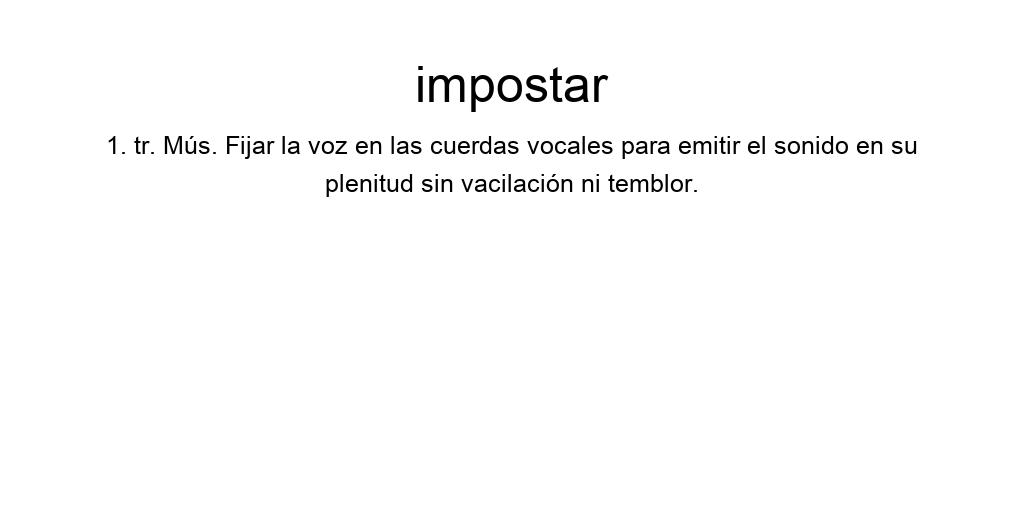 impostar
1. tr. Mús. Fijar la voz en las cuerdas vocales para emitir el sonido en su
plenitud sin vacilación ni temblor.